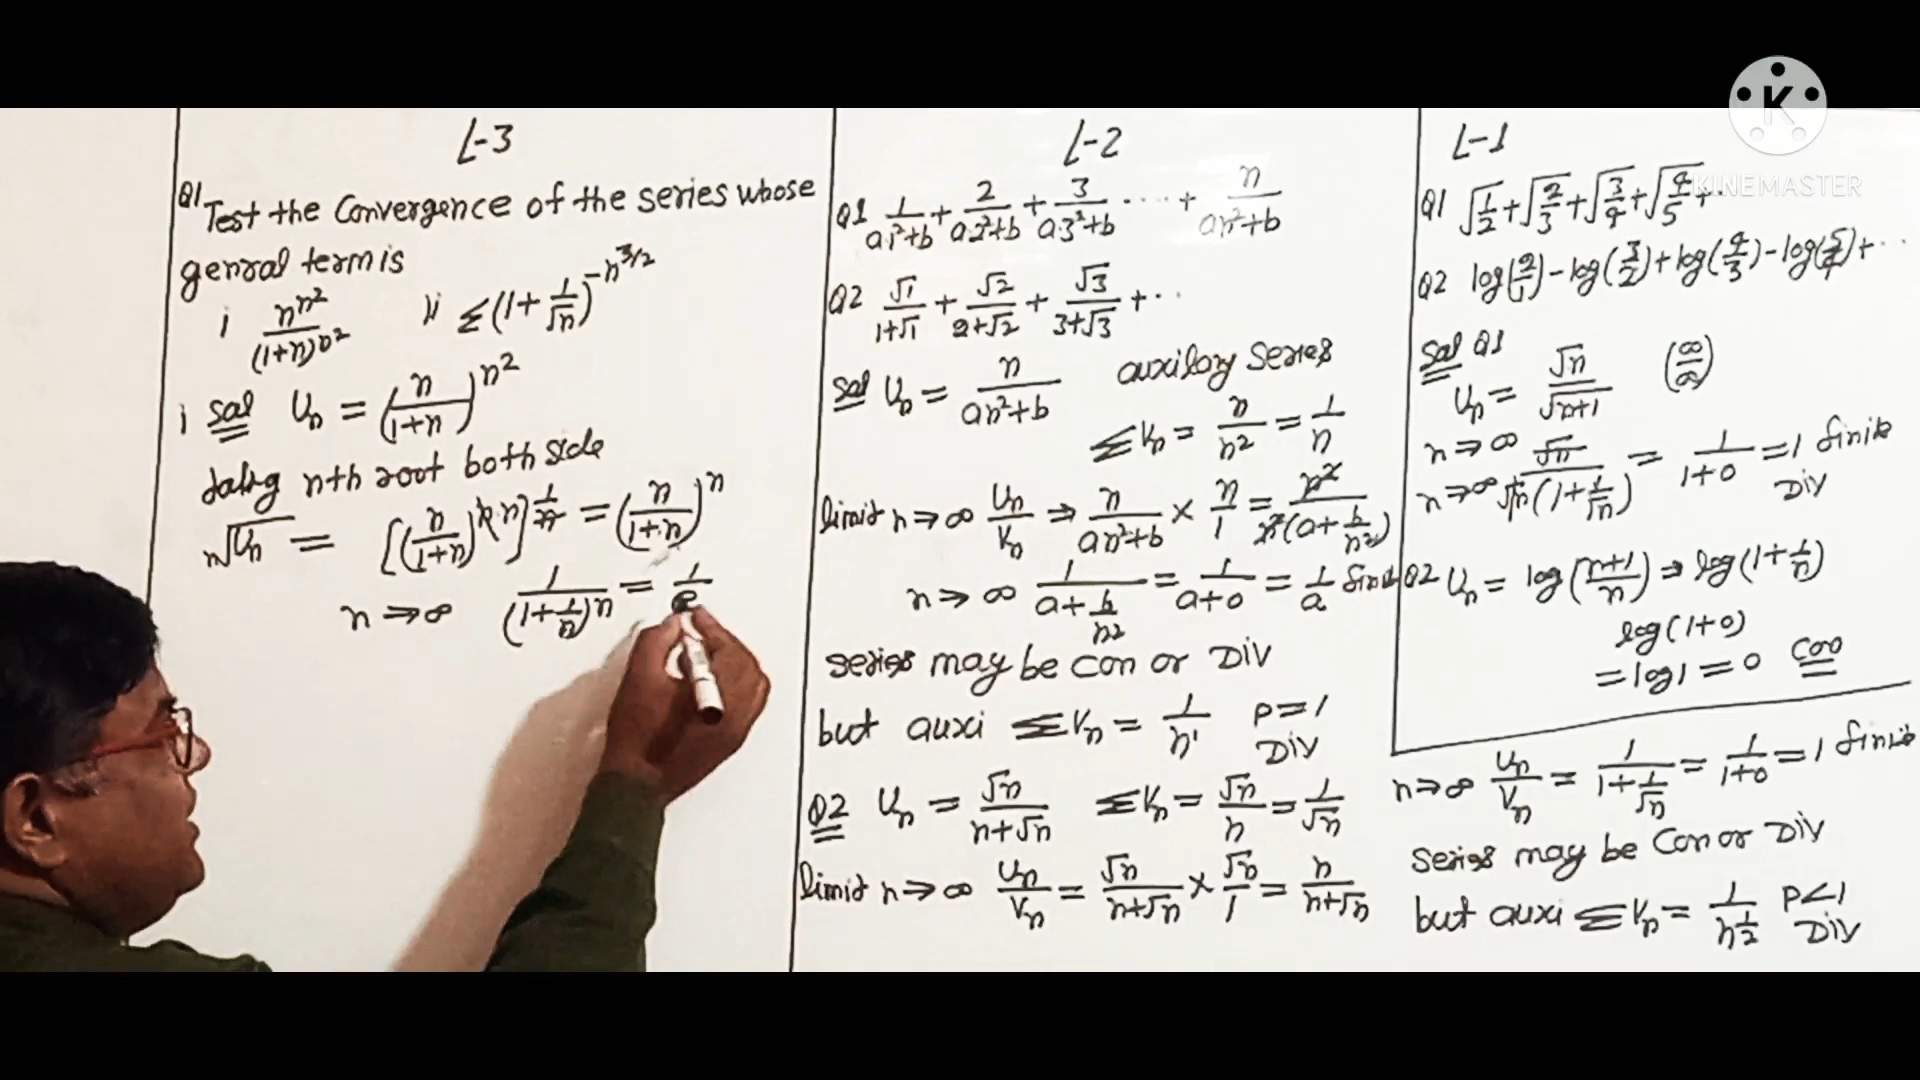 L-3
Q1 Test the Convergence of the series whose
genral term is
i n^n^2/(1+n)^n^2 ii Σ(1+1/√n)^-n^3/2
i Sol Un = (n/1+n)^n^2
taking nth root both side
n√Un = [(n/1+n)^n·n]^1/n = (n/1+n)^n
n→∞ 1/(1+1/n)^n = 1/e
L-2
Q1 1/a1²+b + 2/a2²+b + 3/a3²+b ....+ n/an²+b
Q2 √1/1+√1 + √2/2+√2 + √3/3+√3 + ..
Sol Un = n/an²+b auxilary series
ΣVn = n/n² = 1/n
limit n→∞ Un/Vn ⇒ n/an²+b × n/1 = n²/n²(a+b/n²)
n→∞ 1/a+b/n² = 1/a+0 = 1/a finit
series may be con or Div
but auxi ΣVn = 1/n¹ P=1
Div
Q2 Un = √n/n+√n ΣVn = √n/n = 1/√n
limit n→∞ Un/Vn = √n/n+√n × √n/1 = n/n+√n
L-1
Q1 √1/2 + √2/3 + √3/4 + √4/5 + ..
Q2 log(2/1) - log(3/2) + log(4/3) - log(5/4) + ..
Sol Q1
Un = √n/√n+1 (∞/∞)
n→∞
n→∞ √n/√n(1+1/√n) = 1/1+0 = 1 finite
Div
Q2 Un = log(n+1/n) ⇒ log(1+1/n)
log(1+0)
= log1 = 0 Con
n→∞ Un/Vn = 1/1+1/√n = 1/1+0 = 1 finite
series may be con or Div
but auxi ΣVn = 1/n^1/2 P<1
Div
K
KINEMASTER